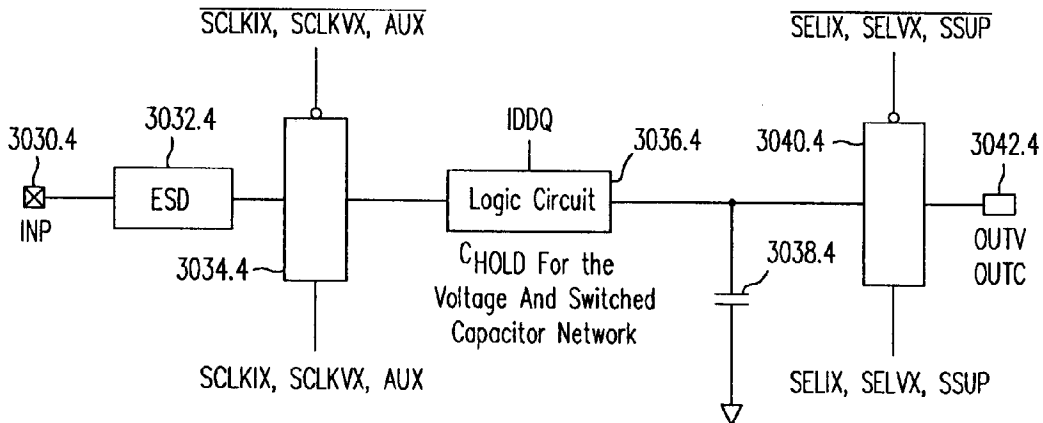 SCLKIX, SCLKVX, AUX
SELIX, SELVX, SSUP
3030.4
3032.4
IDDQ
3036.4
3040.4
3042.4
ESD
Logic Circuit
INP
OUTV
OUTC
3034.4
CHOLD For the
Voltage And Switched
Capacitor Network
3038.4
SCLKIX, SCLKVX, AUX
SELIX, SELVX, SSUP